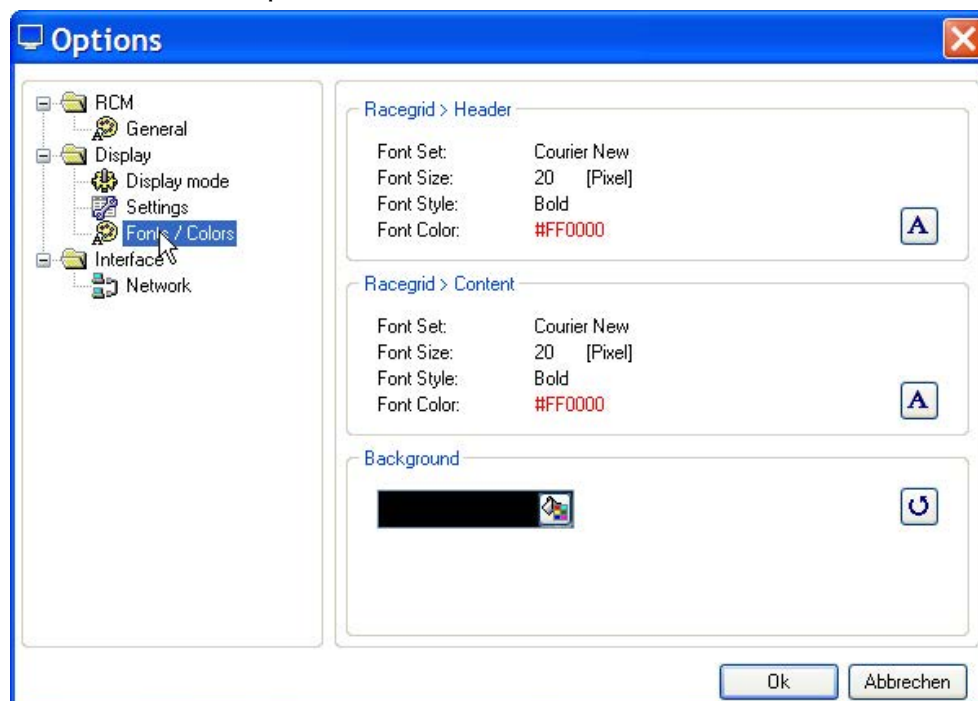 Options
RCM
General
Display
Display mode
Settings
Fonts / Colors
Interface
Network
Racegrid > Header
Font Set: Courier New
Font Size: 20 [Pixel]
Font Style: Bold
Font Color: #FF0000
A
Racegrid > Content
Font Set: Courier New
Font Size: 20 [Pixel]
Font Style: Bold
Font Color: #FF0000
A
Background
Ok Abbrechen